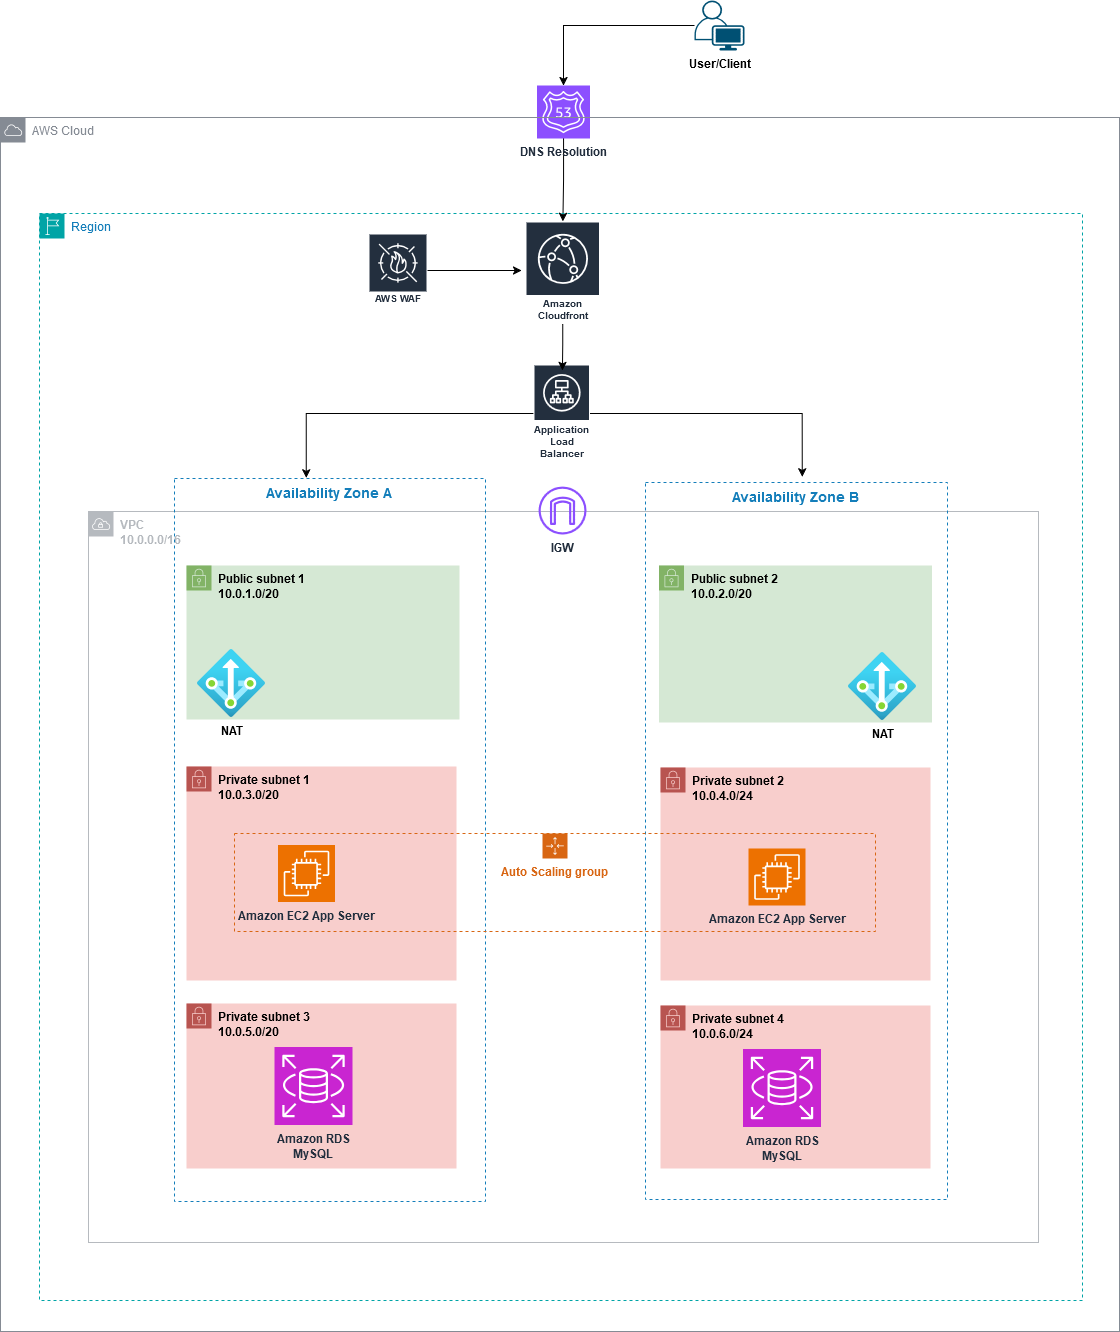 User/Client
53
AWS Cloud
DNS Resolution
Region
AWS WAF
Amazon
Cloudfront
Application
Load
Balancer
Availability Zone A
Availability Zone B
VPC
10.0.0.0/16
IGW
Public subnet 1
10.0.1.0/20
Public subnet 2
10.0.2.0/20
NAT
NAT
Private subnet 1
10.0.3.0/20
Private subnet 2
10.0.4.0/24
Auto Scaling group
Amazon EC2 App Server
Amazon EC2 App Server
Private subnet 3
10.0.5.0/20
Private subnet 4
10.0.6.0/24
Amazon RDS
MySQL
Amazon RDS
MySQL